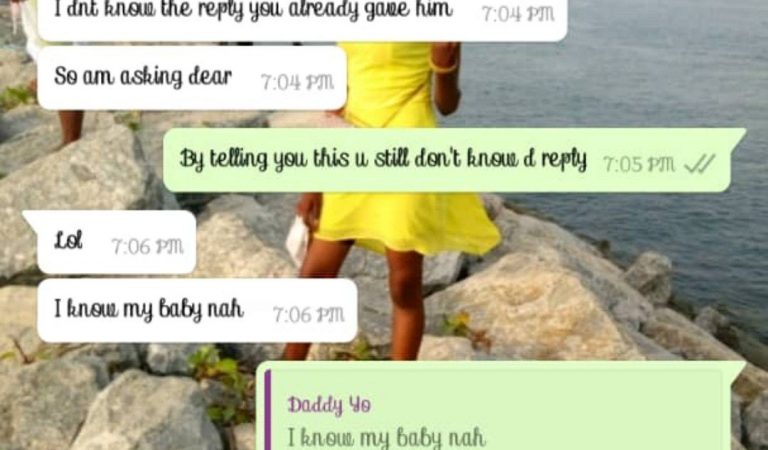 I dnt know the reply you already gave him 7:04 PM
So am asking dear 7:04 PM
By telling you this u still don't know d reply 7:05 PM
Lol 7:06 PM
I know my baby nah 7:06 PM
Daddy Yo
I know my baby nah